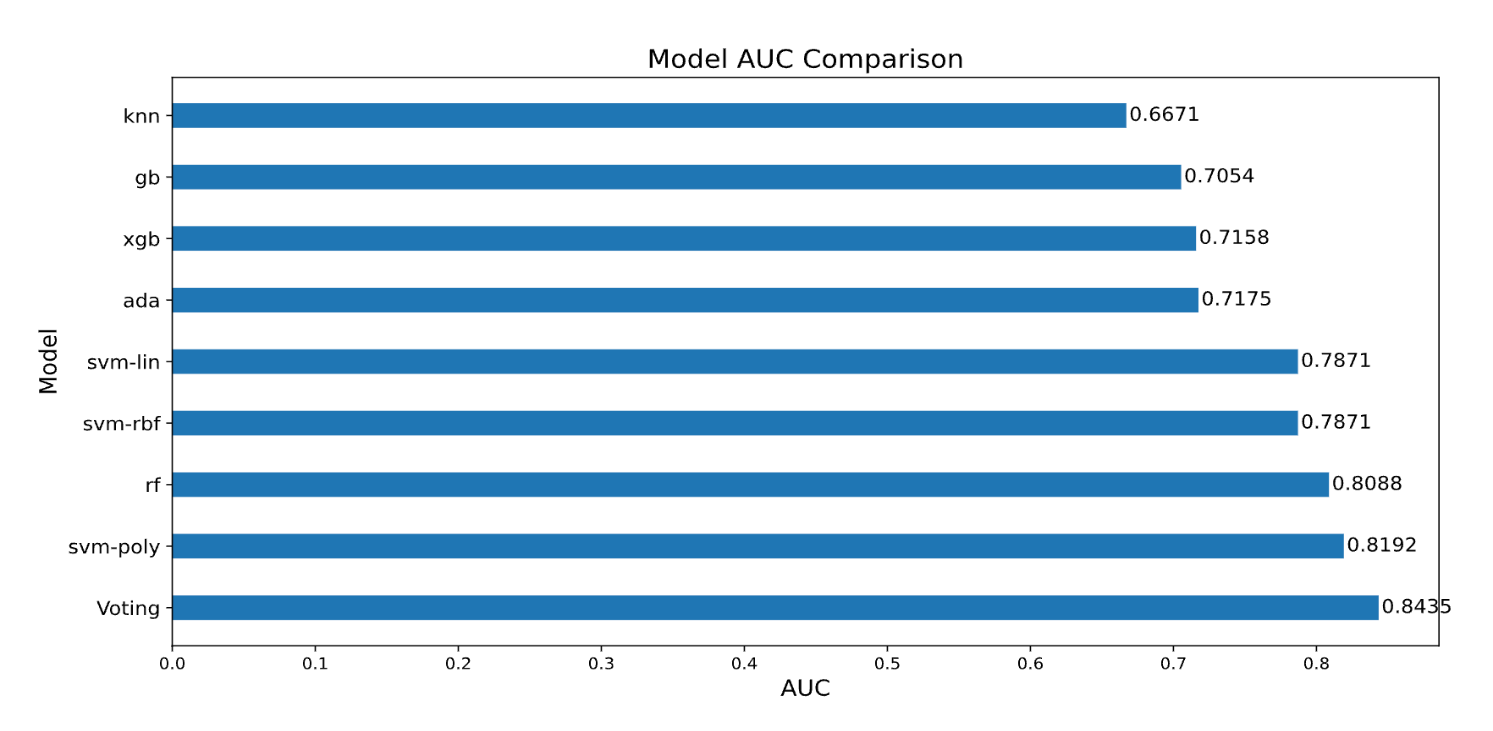 Model AUC Comparison
knn 0.6671
gb 0.7054
xgb 0.7158
ada 0.7175
svm-lin 0.7871
svm-rbf 0.7871
rf 0.8088
svm-poly 0.8192
Voting 0.8435
0.0 0.1 0.2 0.3 0.4 0.5 0.6 0.7 0.8
AUC
Model